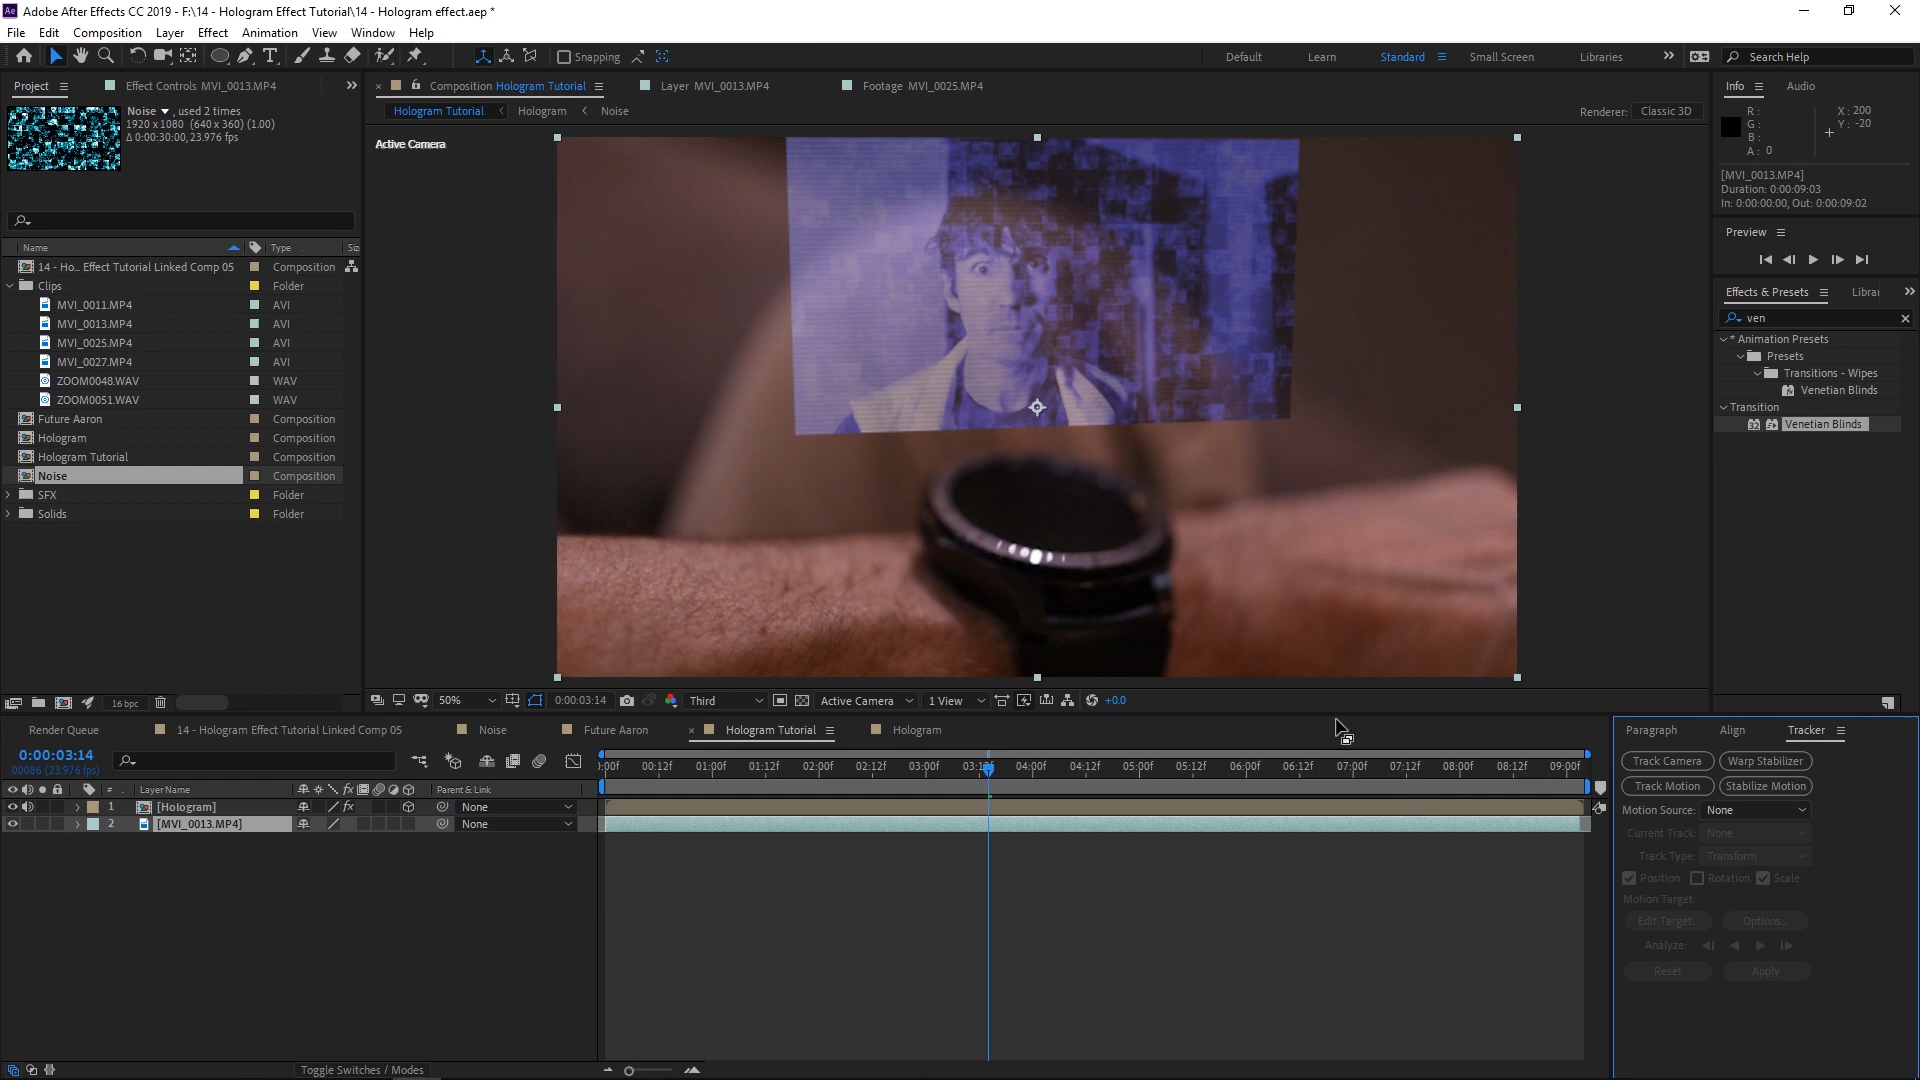 Ae Adobe After Effects CC 2019 - F:\14 - Hologram Effect Tutorial\14 - Hologram effect.aep *
File Edit Composition Layer Effect Animation View Window Help
Snapping Default Learn Standard Small Screen Libraries Search Help
Project Effect Controls MVI_0013.MP4
Noise , used 2 times
1920 x 1080 (640 x 360) (1.00)
Δ 0:00:30:00, 23.976 fps
Name Type Siz
14 - Ho... Effect Tutorial Linked Comp 05 Composition
Clips Folder
MVI_0011.MP4 AVI
MVI_0013.MP4 AVI
MVI_0025.MP4 AVI
MVI_0027.MP4 AVI
ZOOM0048.WAV WAV
ZOOM0051.WAV WAV
Future Aaron Composition
Hologram Composition
Hologram Tutorial Composition
Noise Composition
SFX Folder
Solids Folder
16 bpc
Composition Hologram Tutorial Layer MVI_0013.MP4 Footage MVI_0025.MP4
Hologram Tutorial Hologram Noise Renderer: Classic 3D
Active Camera
50% 0:00:03:14 Third Active Camera 1 View +0.0
Info Audio
R: X: 200
G: Y: -20
B:
A: 0
[MVI_0013.MP4]
Duration: 0:00:09:03
In: 0:00:00:00, Out: 0:00:09:02
Preview
Effects & Presets Librar
ven
* Animation Presets
Presets
Transitions - Wipes
Venetian Blinds
Transition
32 Venetian Blinds
Render Queue 14 - Hologram Effect Tutorial Linked Comp 05 Noise Future Aaron Hologram Tutorial Hologram
0:00:03:14
00086 (23.976 fps)
# Layer Name fx Parent & Link
1 [Hologram] fx None
2 [MVI_0013.MP4] None
:00f 00:12f 01:00f 01:12f 02:00f 02:12f 03:00f 03:12f 04:00f 04:12f 05:00f 05:12f 06:00f 06:12f 07:00f 07:12f 08:00f 08:12f 09:00f
Toggle Switches / Modes
Paragraph Align Tracker
Track Camera Warp Stabilizer
Track Motion Stabilize Motion
Motion Source: None
Current Track: None
Track Type: Transform
Position Rotation Scale
Motion Target:
Edit Target... Options...
Analyze:
Reset Apply